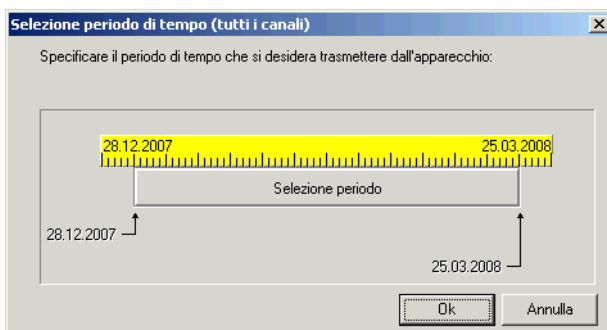 Selezione periodo di tempo (tutti i canali)
Specificare il periodo di tempo che si desidera trasmettere dall'apparecchio:
28.12.2007 25.03.2008
Selezione periodo
28.12.2007
25.03.2008
Ok Annulla